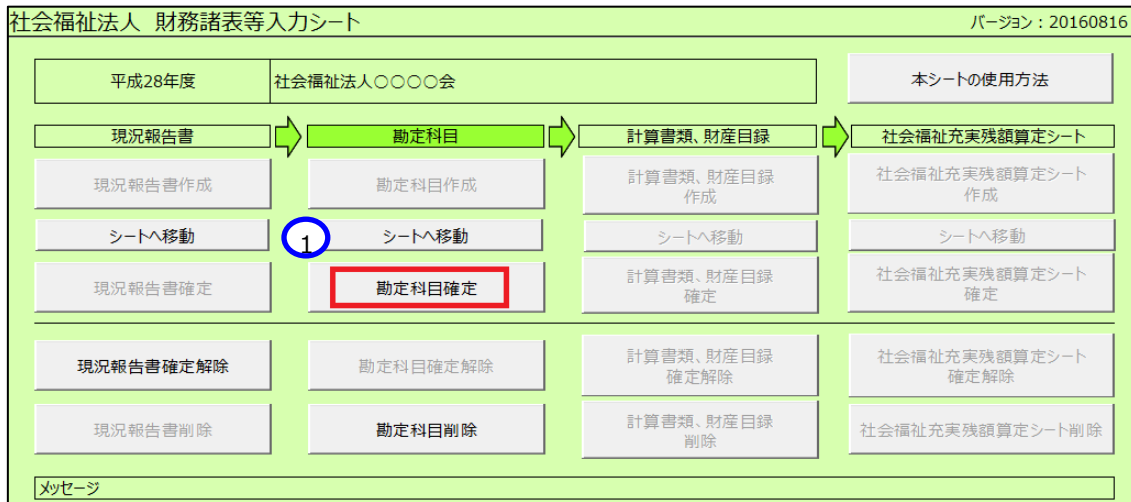 社会福祉法人 財務諸表等入力シート
バージョン：20160816
平成28年度
社会福祉法人○○○○会
本シートの使用方法
現況報告書
勘定科目
計算書類、財産目録
社会福祉充実残額算定シート
現況報告書作成
勘定科目作成
計算書類、財産目録
作成
社会福祉充実残額算定シート
作成
シートへ移動
1
シートへ移動
シートへ移動
シートへ移動
現況報告書確定
勘定科目確定
計算書類、財産目録
確定
社会福祉充実残額算定シート
確定
現況報告書確定解除
勘定科目確定解除
計算書類、財産目録
確定解除
社会福祉充実残額算定シート
確定解除
現況報告書削除
勘定科目削除
計算書類、財産目録
削除
社会福祉充実残額算定シート削除
メッセージ